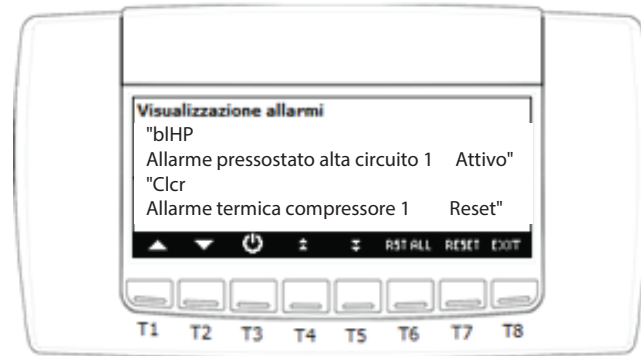 Visualizzazione allarmi
"blHP
Allarme pressostato alta circuito 1 Attivo"
"Clcr
Allarme termica compressore 1 Reset"
RST ALL RESET EXIT
T1 T2 T3 T4 T5 T6 T7 T8